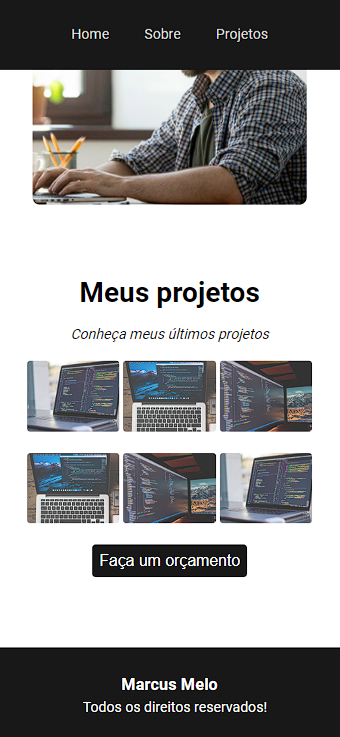 Home Sobre Projetos
Meus projetos
Conheça meus últimos projetos
Faça um orçamento
Marcus Melo
Todos os direitos reservados!